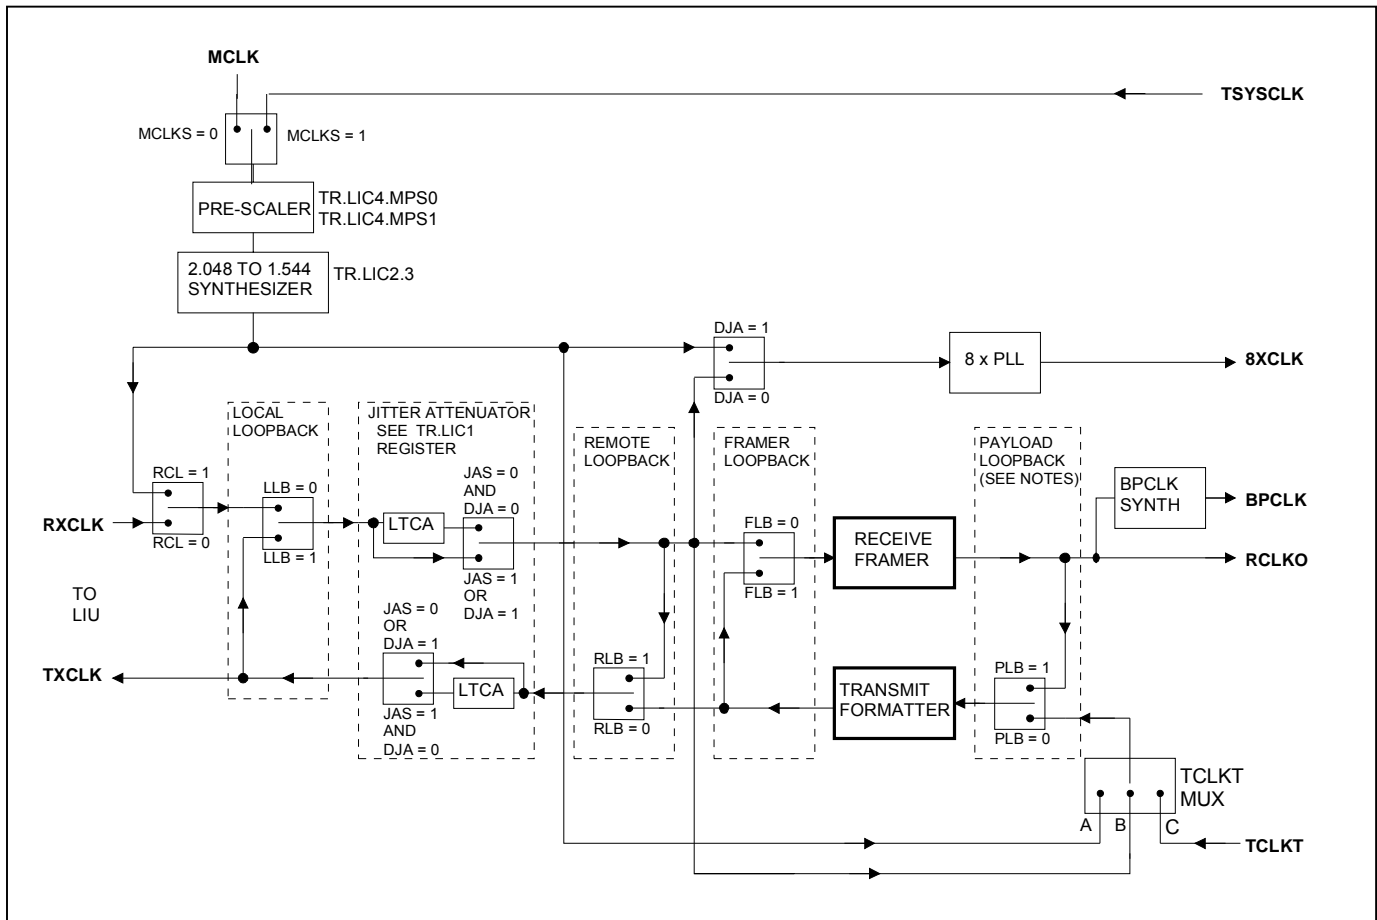 MCLK
TSYSCLK
MCLKS = 0
MCLKS = 1
PRE-SCALER
TR.LIC4.MPS0
TR.LIC4.MPS1
2.048 TO 1.544
SYNTHESIZER
TR.LIC2.3
DJA = 1
DJA = 0
8 x PLL
8XCLK
LOCAL
LOOPBACK
JITTER ATTENUATOR
SEE TR.LIC1
REGISTER
REMOTE
LOOPBACK
FRAMER
LOOPBACK
PAYLOAD
LOOPBACK
(SEE NOTES)
RCL = 1
RCL = 0
RXCLK
LLB = 0
LLB = 1
LTCA
JAS = 0
AND
DJA = 0
JAS = 1
OR
DJA = 1
FLB = 0
FLB = 1
RECEIVE
FRAMER
BPCLK
SYNTH
BPCLK
RCLKO
TO
LIU
TXCLK
JAS = 0
OR
DJA = 1
JAS = 1
AND
DJA = 0
LTCA
RLB = 1
RLB = 0
TRANSMIT
FORMATTER
PLB = 1
PLB = 0
TCLKT
MUX
A
B
C
TCLKT